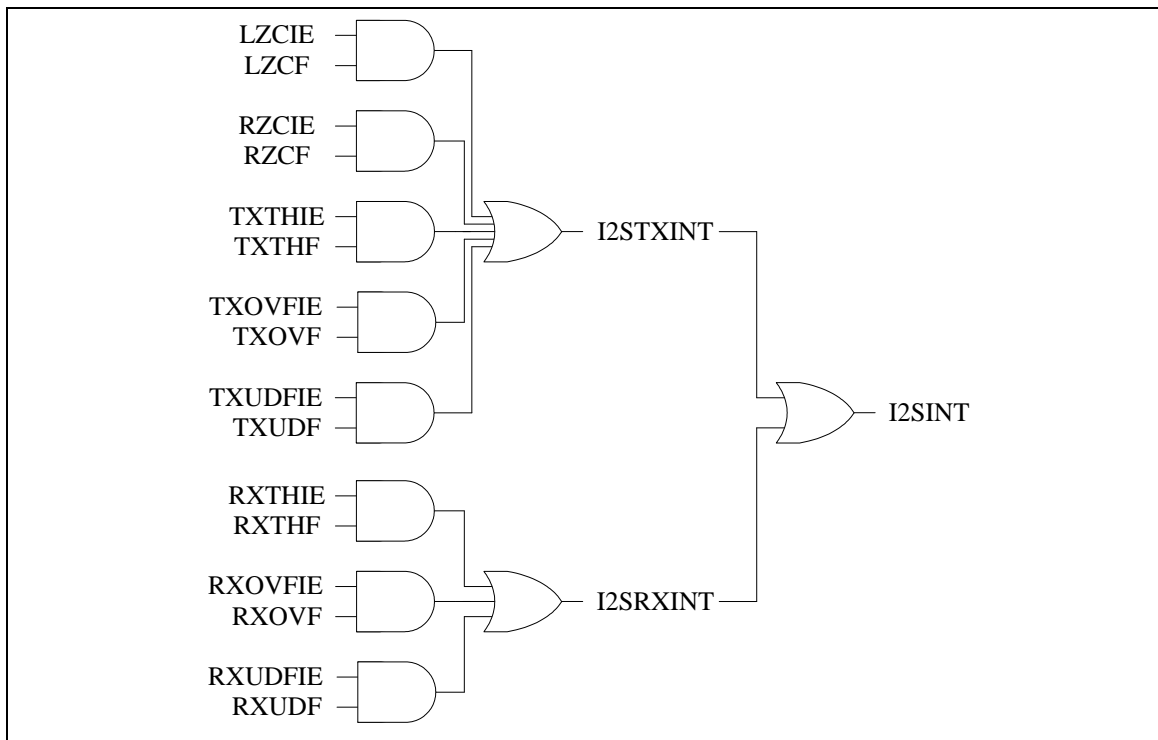 LZCIE
LZCF
RZCIE
RZCF
TXTHIE
TXTHF
I2STXINT
TXOVFIE
TXOVF
TXUDFIE
TXUDF
I2SINT
RXTHIE
RXTHF
RXOVFIE
RXOVF
I2SRXINT
RXUDFIE
RXUDF